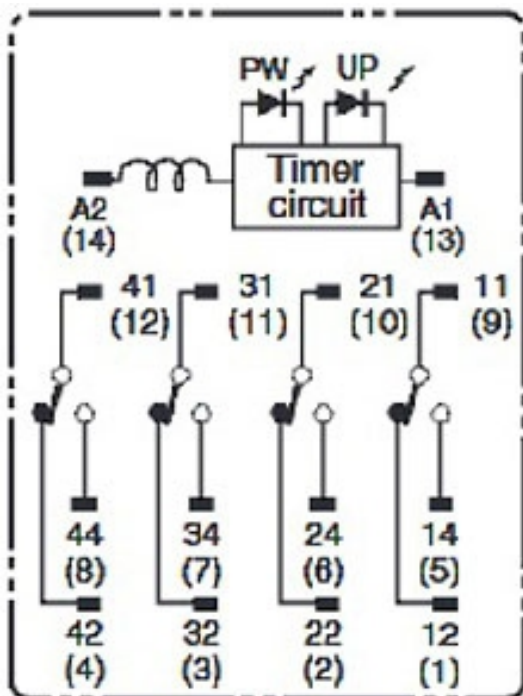 PW UP
Timer
circuit
A2 A1
(14) (13)
41 31 21 11
(12) (11) (10) (9)
44 34 24 14
(8) (7) (6) (5)
42 32 22 12
(4) (3) (2) (1)